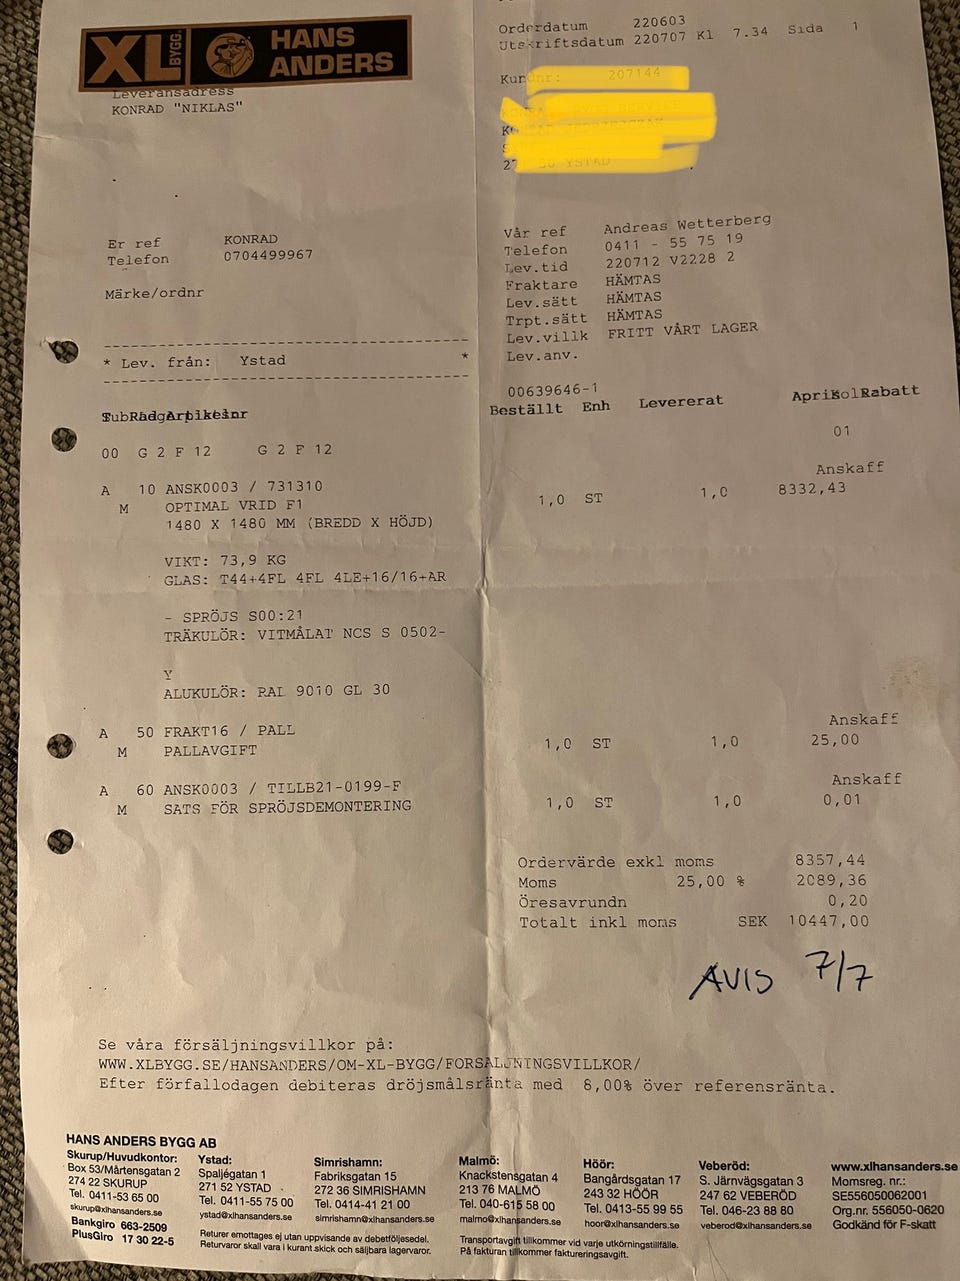 XL BYGG. HANS ANDERS
Leveransadress
KONRAD "NIKLAS"
Orderdatum 220603
Utskriftsdatum 220707 Kl 7.34 Sida 1
Kundnr: 207144
YSTAD
Er ref KONRAD
Telefon 0704499967
Märke/ordnr
Vår ref Andreas Wetterberg
Telefon 0411 - 55 75 19
Lev.tid 220712 V2228 2
Fraktare HÄMTAS
Lev.sätt HÄMTAS
Trpt.sätt HÄMTAS
Lev.villk FRITT VÅRT LAGER
Lev.anv.
* Lev. från: Ystad *
00639646-1
Beställt Enh Levererat Rabatt
01
00 G 2 F 12 G 2 F 12
Anskaff
A 10 ANSK0003 / 731310 1,0 ST 1,0 8332,43
M OPTIMAL VRID F1
1480 X 1480 MM (BREDD X HÖJD)
VIKT: 73,9 KG
GLAS: T44+4FL 4FL 4LE+16/16+AR
- SPRÖJS S00:21
TRÄKULÖR: VITMÅLAT NCS S 0502-
Y
ALUKULÖR: RAL 9010 GL 30
Anskaff
A 50 FRAKT16 / PALL 1,0 ST 1,0 25,00
M PALLAVGIFT
Anskaff
A 60 ANSK0003 / TILLB21-0199-F 1,0 ST 1,0 0,01
M SATS FÖR SPRÖJSDEMONTERING
Ordervärde exkl moms 8357,44
Moms 25,00 % 2089,36
Öresavrundn 0,20
Totalt inkl moms SEK 10447,00
AVIS 7/7
Se våra försäljningsvillkor på:
WWW.XLBYGG.SE/HANSANDERS/OM-XL-BYGG/FORSALJNINGSVILLKOR/
Efter förfallodagen debiteras dröjsmålsränta med 8,00% över referensränta.
HANS ANDERS BYGG AB
Skurup/Huvudkontor:
Box 53/Mårtensgatan 2
274 22 SKURUP
Tel. 0411-53 65 00
skurup@xlhansanders.se
Bankgiro 663-2509
PlusGiro 17 30 22-5
Ystad:
Spaljégatan 1
271 52 YSTAD
Tel. 0411-55 75 00
ystad@xlhansanders.se
Simrishamn:
Fabriksgatan 15
272 36 SIMRISHAMN
Tel. 0414-41 21 00
simrishamn@xlhansanders.se
Malmö:
Knackstensgatan 4
213 76 MALMÖ
Tel. 040-615 58 00
malmo@xlhansanders.se
Höör:
Bangårdsgatan 17
243 32 HÖÖR
Tel. 0413-55 99 55
hoor@xlhansanders.se
Veberöd:
S. Järnvägsgatan 3
247 62 VEBERÖD
Tel. 046-23 88 80
veberod@xlhansanders.se
www.xlhansanders.se
Momsreg. nr.:
SE556050062001
Org.nr. 556050-0620
Godkänd för F-skatt
Returer emottages ej utan uppvisande av debetföljesedel.
Returvaror skall vara i kurant skick och säljbara lagervaror.
Transportavgift tillkommer vid varje utkörningstillfälle.
På fakturan tillkommer faktureringsavgift.